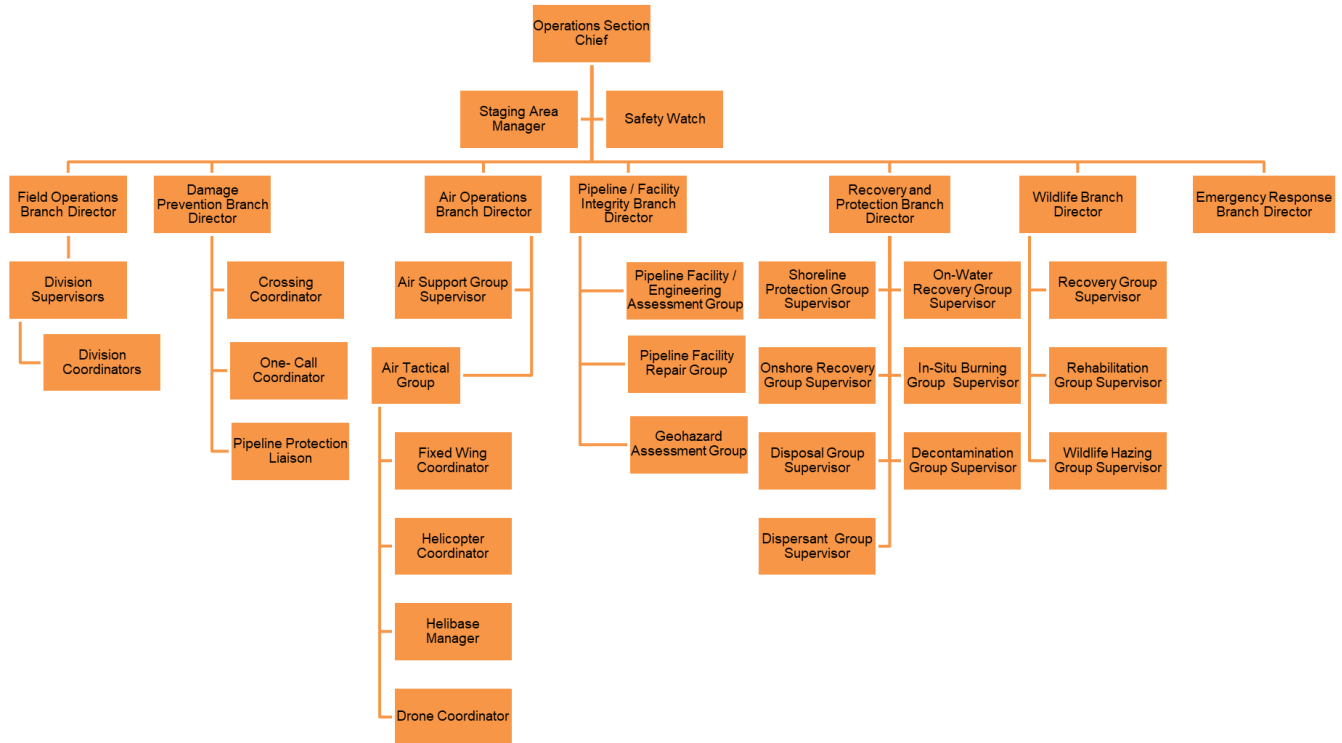 Operations Section
Chief
Staging Area
Manager
Safety Watch
Field Operations
Branch Director
Damage
Prevention Branch
Director
Air Operations
Branch Director
Pipeline / Facility
Integrity Branch
Director
Recovery and
Protection Branch
Director
Wildlife Branch
Director
Emergency Response
Branch Director
Division
Supervisors
Division
Coordinators
Crossing
Coordinator
One- Call
Coordinator
Pipeline Protection
Liaison
Air Support Group
Supervisor
Air Tactical
Group
Fixed Wing
Coordinator
Helicopter
Coordinator
Helibase
Manager
Drone Coordinator
Pipeline Facility /
Engineering
Assessment Group
Pipeline Facility
Repair Group
Geohazard
Assessment Group
Shoreline
Protection Group
Supervisor
On-Water
Recovery Group
Supervisor
Onshore Recovery
Group Supervisor
In-Situ Burning
Group Supervisor
Disposal Group
Supervisor
Decontamination
Group Supervisor
Dispersant Group
Supervisor
Recovery Group
Supervisor
Rehabilitation
Group Supervisor
Wildlife Hazing
Group Supervisor